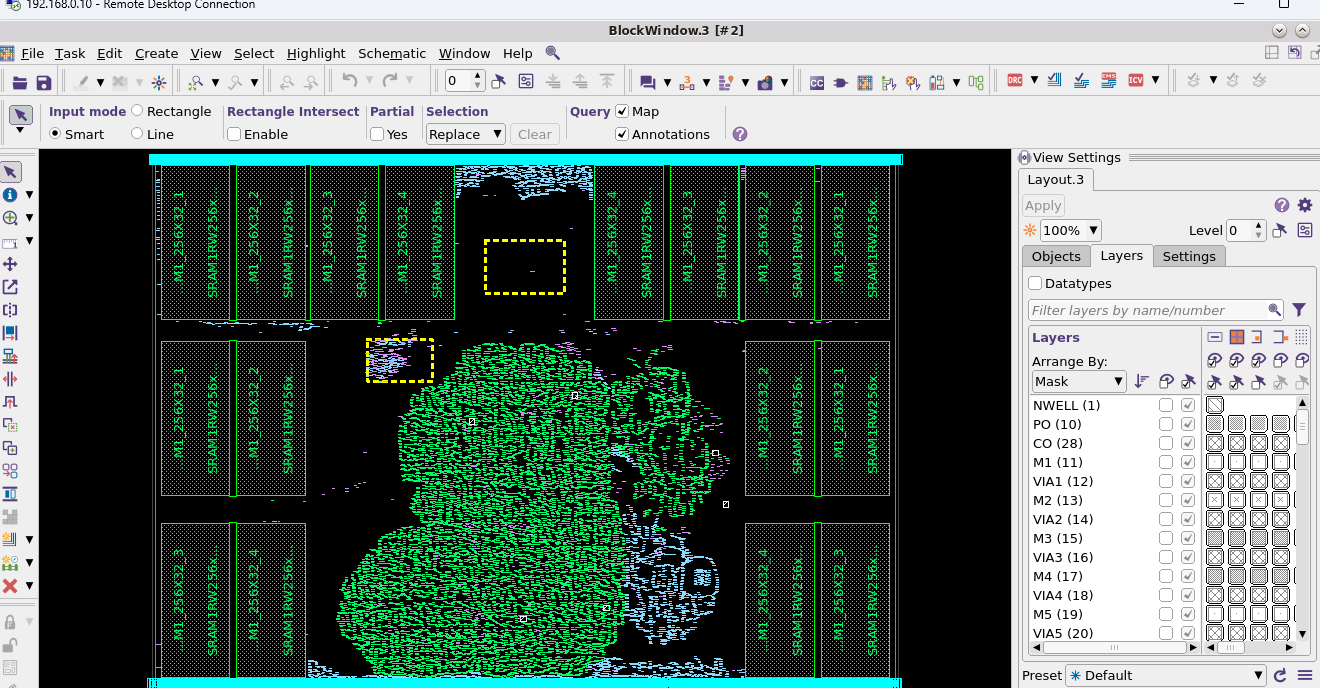 192.168.0.10 - Remote Desktop Connection
BlockWindow.3 [#2]
File Task Edit Create View Select Highlight Schematic Window Help
0
DRC EMS ICV
CC
Input mode Rectangle Rectangle Intersect Partial Selection Query Map
Smart Line Enable Yes Replace Clear Annotations
View Settings
Layout.3
Apply
100% Level 0
Objects Layers Settings
Datatypes
Filter layers by name/number
Layers
Arrange By:
Mask
NWELL (1)
PO (10)
CO (28)
M1 (11)
VIA1 (12)
M2 (13)
VIA2 (14)
M3 (15)
VIA3 (16)
M4 (17)
VIA4 (18)
M5 (19)
VIA5 (20)
Preset Default
...M1_256X32_1 SRAM1RW256x...
...M1_256X32_2 SRAM1RW256x...
...M1_256X32_3 SRAM1RW256x...
...M1_256X32_4 SRAM1RW256x...
...M1_256X32_4 SRAM1RW256x...
...M1_256X32_3 SRAM1RW256x...
...M1_256X32_2 SRAM1RW256x...
...M1_256X32_1 SRAM1RW256x...
...M1_256X32_1 SRAM1RW256x...
...M1_256X32_2 SRAM1RW256x...
...M1_256X32_2 SRAM1RW256x...
...M1_256X32_1 SRAM1RW256x...
...M1_256X32_3 SRAM1RW256x...
...M1_256X32_4 SRAM1RW256x...
...M1_256X32_4 SRAM1RW256x...
...M1_256X32_3 SRAM1RW256x...